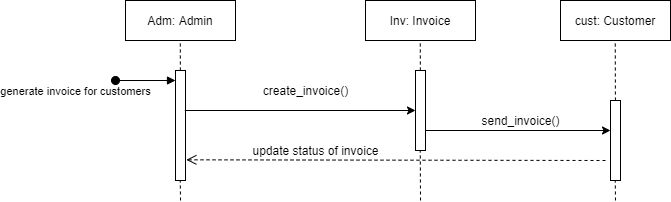 Adm: Admin
Inv: Invoice
cust: Customer
generate invoice for customers
create_invoice()
send_invoice()
update status of invoice